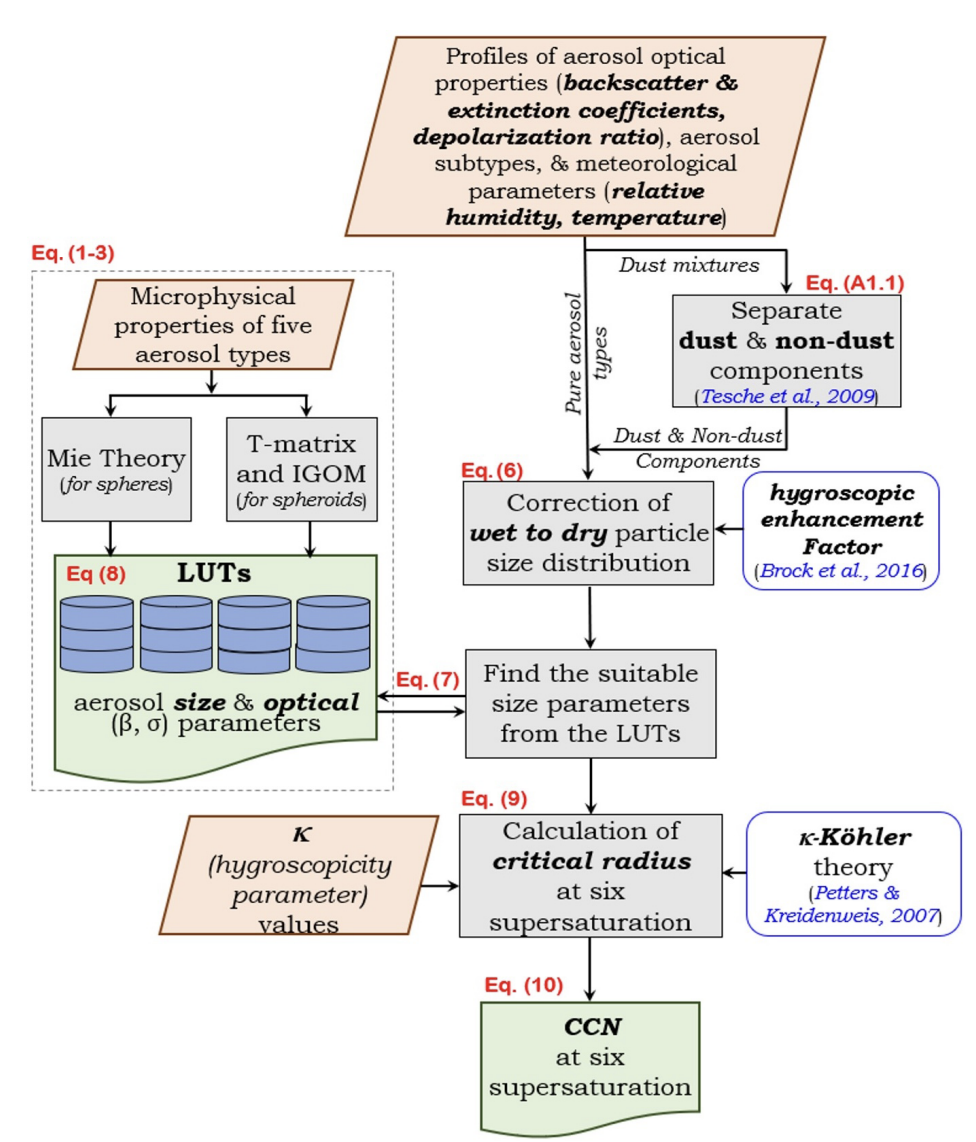 Profiles of aerosol optical
properties (backscatter &
extinction coefficients,
depolarization ratio), aerosol
subtypes, & meteorological
parameters (relative
humidity, temperature)
Dust mixtures
Eq. (A1.1)
Separate
dust & non-dust
components
(Tesche et al., 2009)
Pure aerosol
types
Dust & Non-dust
Components
Eq. (1-3)
Microphysical
properties of five
aerosol types
Mie Theory
(for spheres)
T-matrix
and IGOM
(for spheroids)
Eq (8)
LUTs
aerosol size & optical
(β, σ) parameters
Eq. (6)
Correction of
wet to dry particle
size distribution
hygroscopic
enhancement
Factor
(Brock et al., 2016)
Eq. (7)
Find the suitable
size parameters
from the LUTs
Eq. (9)
Calculation of
critical radius
at six
supersaturation
κ
(hygroscopicity
parameter)
values
κ-Köhler
theory
(Petters &
Kreidenweis, 2007)
Eq. (10)
CCN
at six
supersaturation